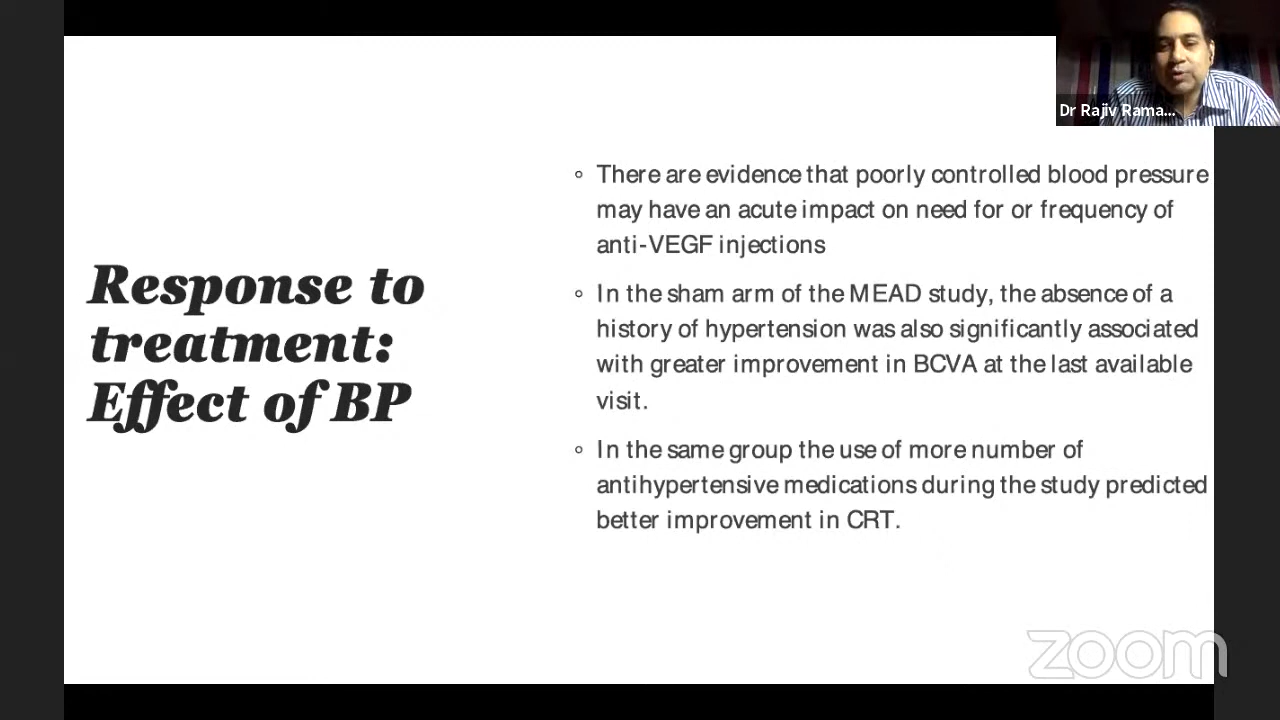 Dr Rajiv Rama...
Response to
treatment:
Effect of BP
There are evidence that poorly controlled blood pressure
may have an acute impact on need for or frequency of
anti-VEGF injections
In the sham arm of the MEAD study, the absence of a
history of hypertension was also significantly associated
with greater improvement in BCVA at the last available
visit.
In the same group the use of more number of
antihypertensive medications during the study predicted
better improvement in CRT.
zoom